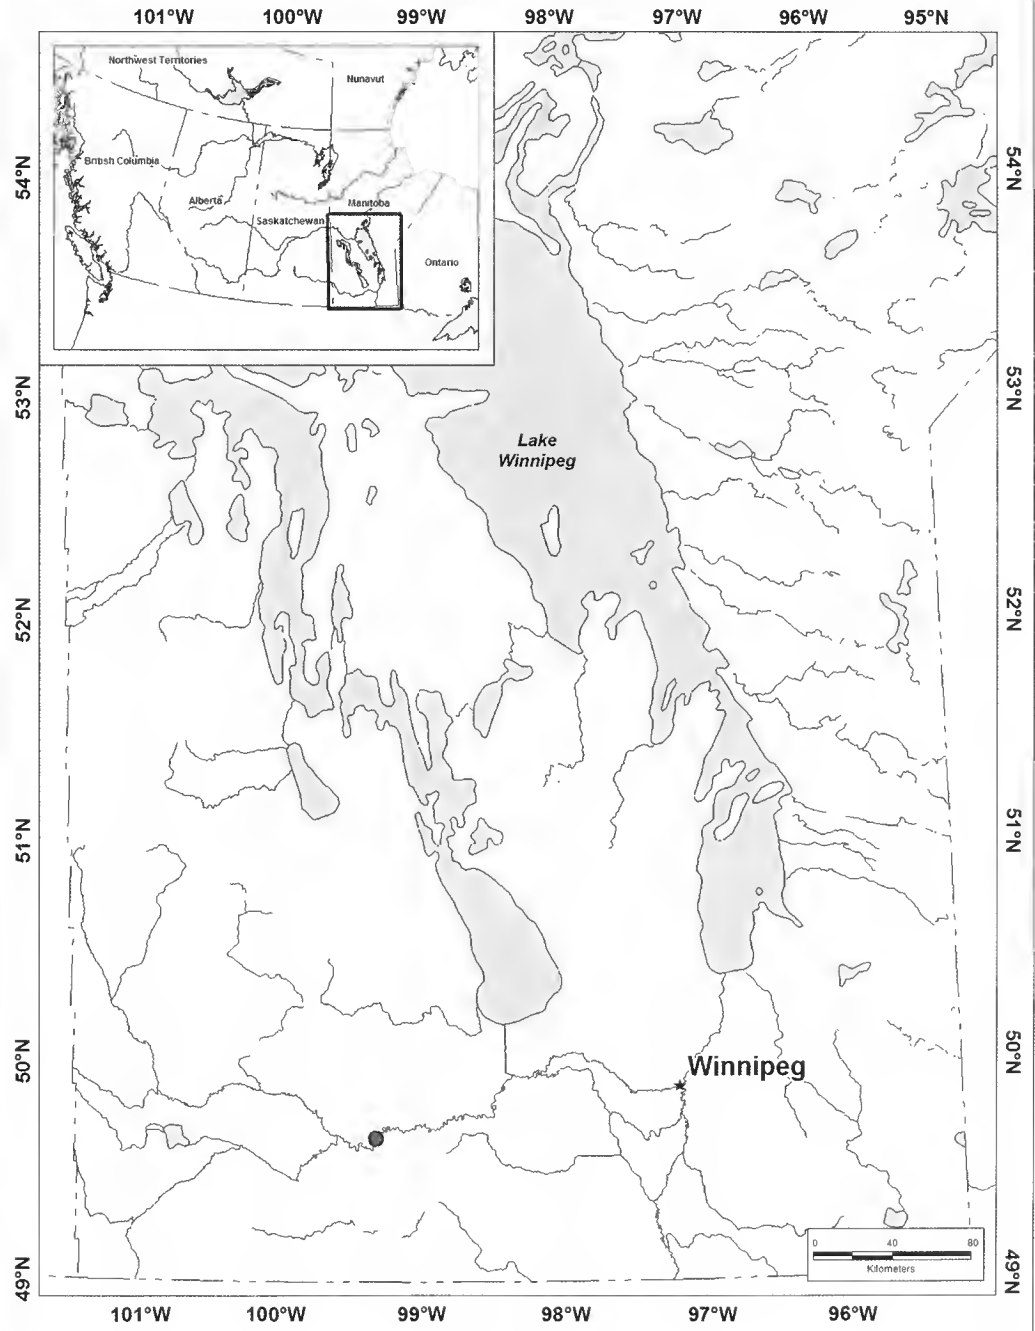 101°W 100°W 99°W 98°W 97°W 96°W 95°N
Northwest Territories
Nunavut
British Columbia
Alberta
Saskatchewan
Manitoba
Ontario
54°N
54°N
53°N
53°N
Lake
Winnipeg
52°N
52°N
51°N
51°N
50°N
50°N
Winnipeg
49°N
49°N
0 40 80
Kilometers
101°W 100°W 99°W 98°W 97°W 96°W